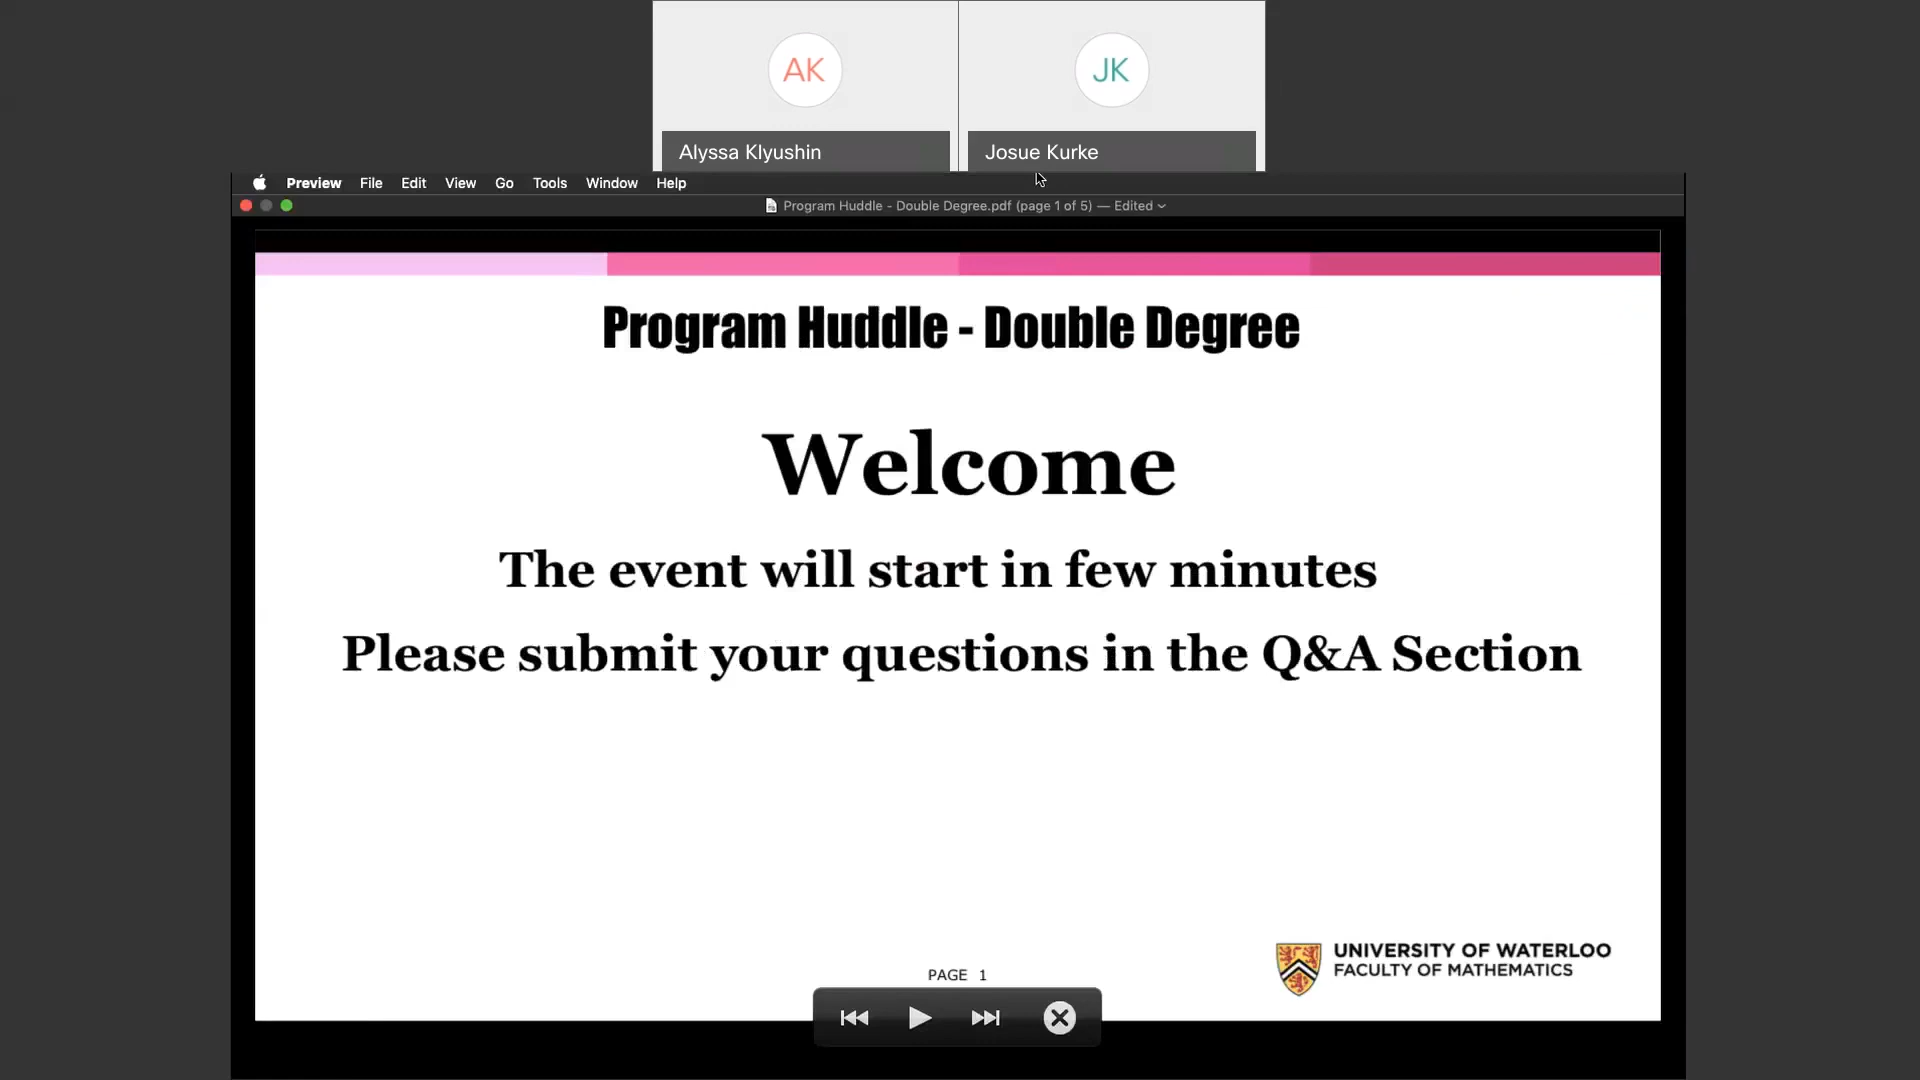 AK
JK
Alyssa Klyushin
Josue Kurke
Preview File Edit View Go Tools Window Help
Program Huddle - Double Degree.pdf (page 1 of 5) — Edited
Program Huddle - Double Degree
Welcome
The event will start in few minutes
Please submit your questions in the Q&A Section
UNIVERSITY OF WATERLOO
FACULTY OF MATHEMATICS
PAGE 1